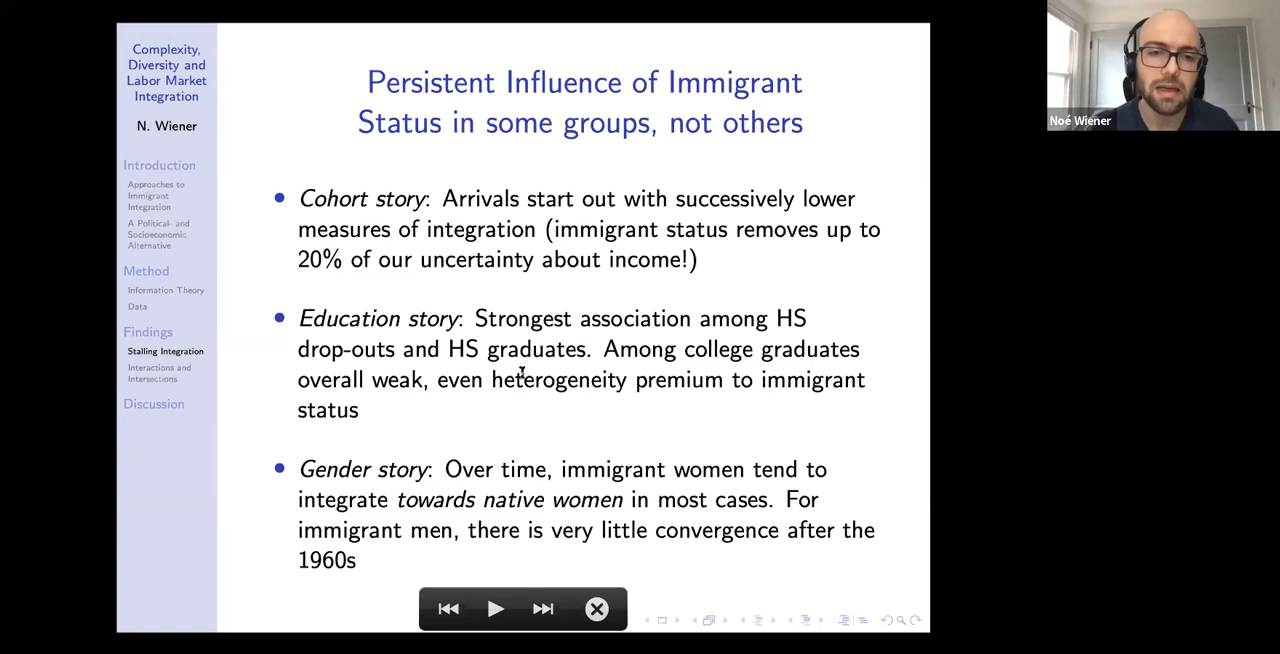 Complexity,
Diversity and
Labor Market
Integration
N. Wiener
Introduction
Approaches to
Immigrant
Integration
A Political- and
Socioeconomic
Alternative
Method
Information Theory
Data
Findings
Stalling Integration
Interactions and
Intersections
Discussion
Persistent Influence of Immigrant
Status in some groups, not others
• Cohort story: Arrivals start out with successively lower
measures of integration (immigrant status removes up to
20% of our uncertainty about income!)
• Education story: Strongest association among HS
drop-outs and HS graduates. Among college graduates
overall weak, even heterogeneity premium to immigrant
status
• Gender story: Over time, immigrant women tend to
integrate towards native women in most cases. For
immigrant men, there is very little convergence after the
1960s
Noé Wiener